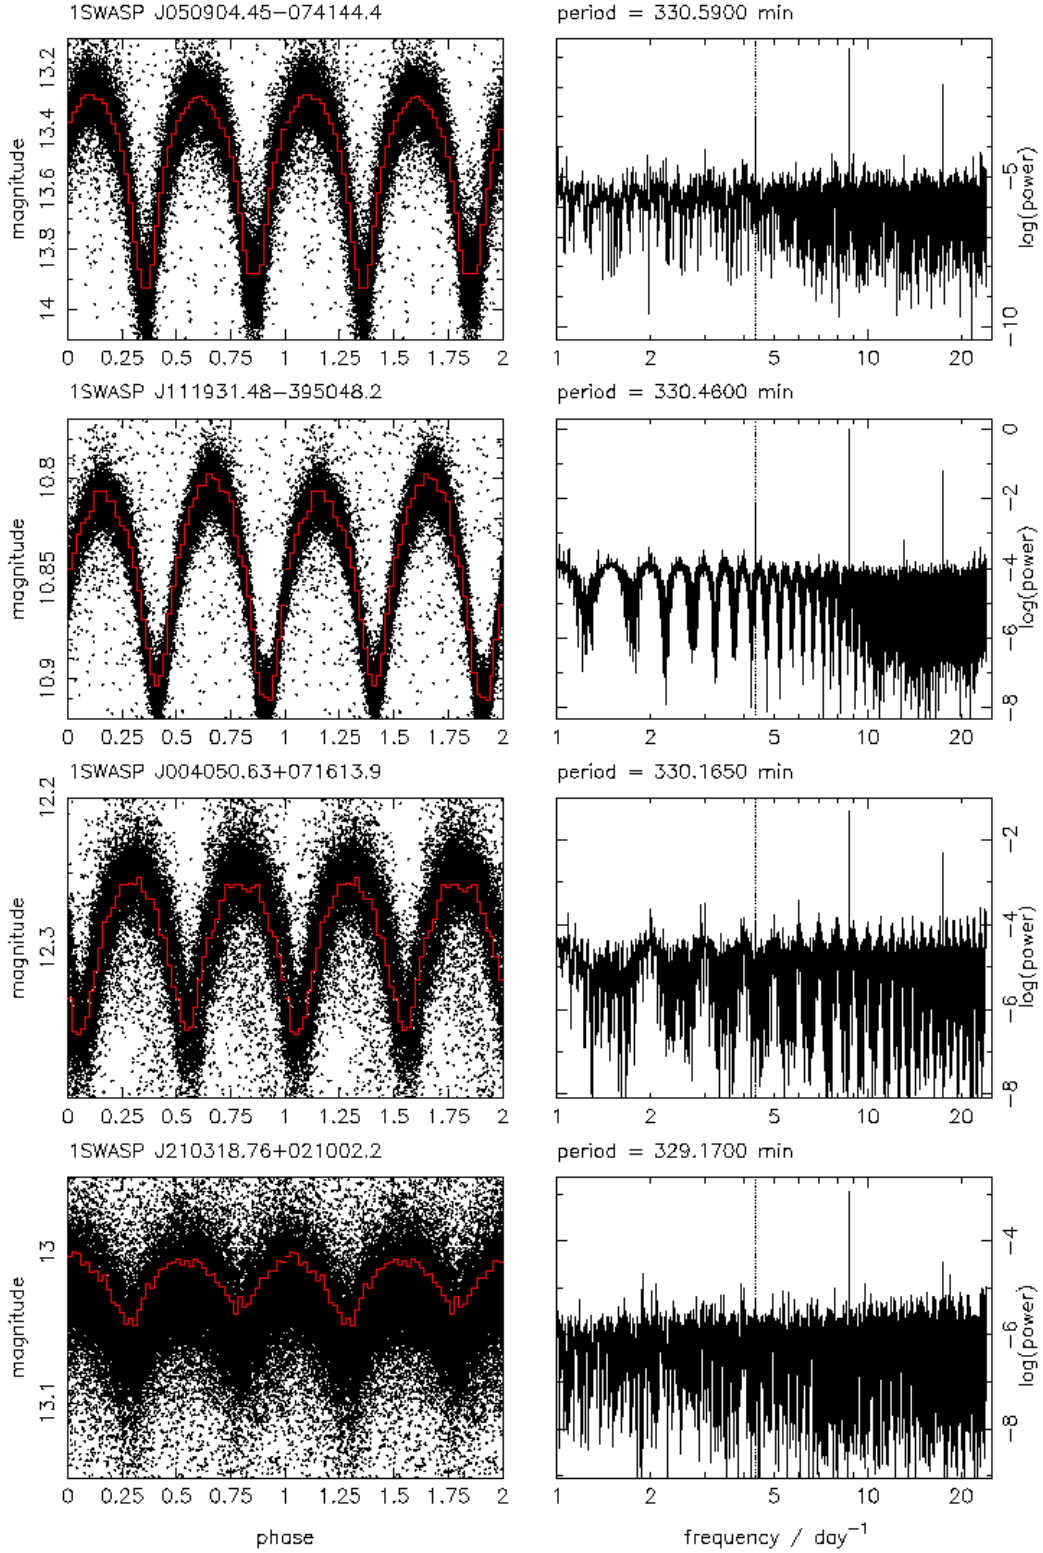 1SWASP J050904.45−074144.4 period = 330.5900 min
magnitude
13.2
13.4
13.6
13.8
14
0 0.25 0.5 0.75 1 1.25 1.5 1.75 2
−5
−10
log(power)
1 2 5 10 20
1SWASP J111931.48−395048.2 period = 330.4600 min
magnitude
10.8
10.85
10.9
0 0.25 0.5 0.75 1 1.25 1.5 1.75 2
0
−2
−4
−6
−8
log(power)
1 2 5 10 20
1SWASP J004050.63+071613.9 period = 330.1650 min
magnitude
12.2
12.3
0 0.25 0.5 0.75 1 1.25 1.5 1.75 2
−2
−4
−6
−8
log(power)
1 2 5 10 20
1SWASP J210318.76+021002.2 period = 329.1700 min
magnitude
13
13.1
0 0.25 0.5 0.75 1 1.25 1.5 1.75 2
phase
−4
−6
−8
log(power)
1 2 5 10 20
frequency / day⁻¹